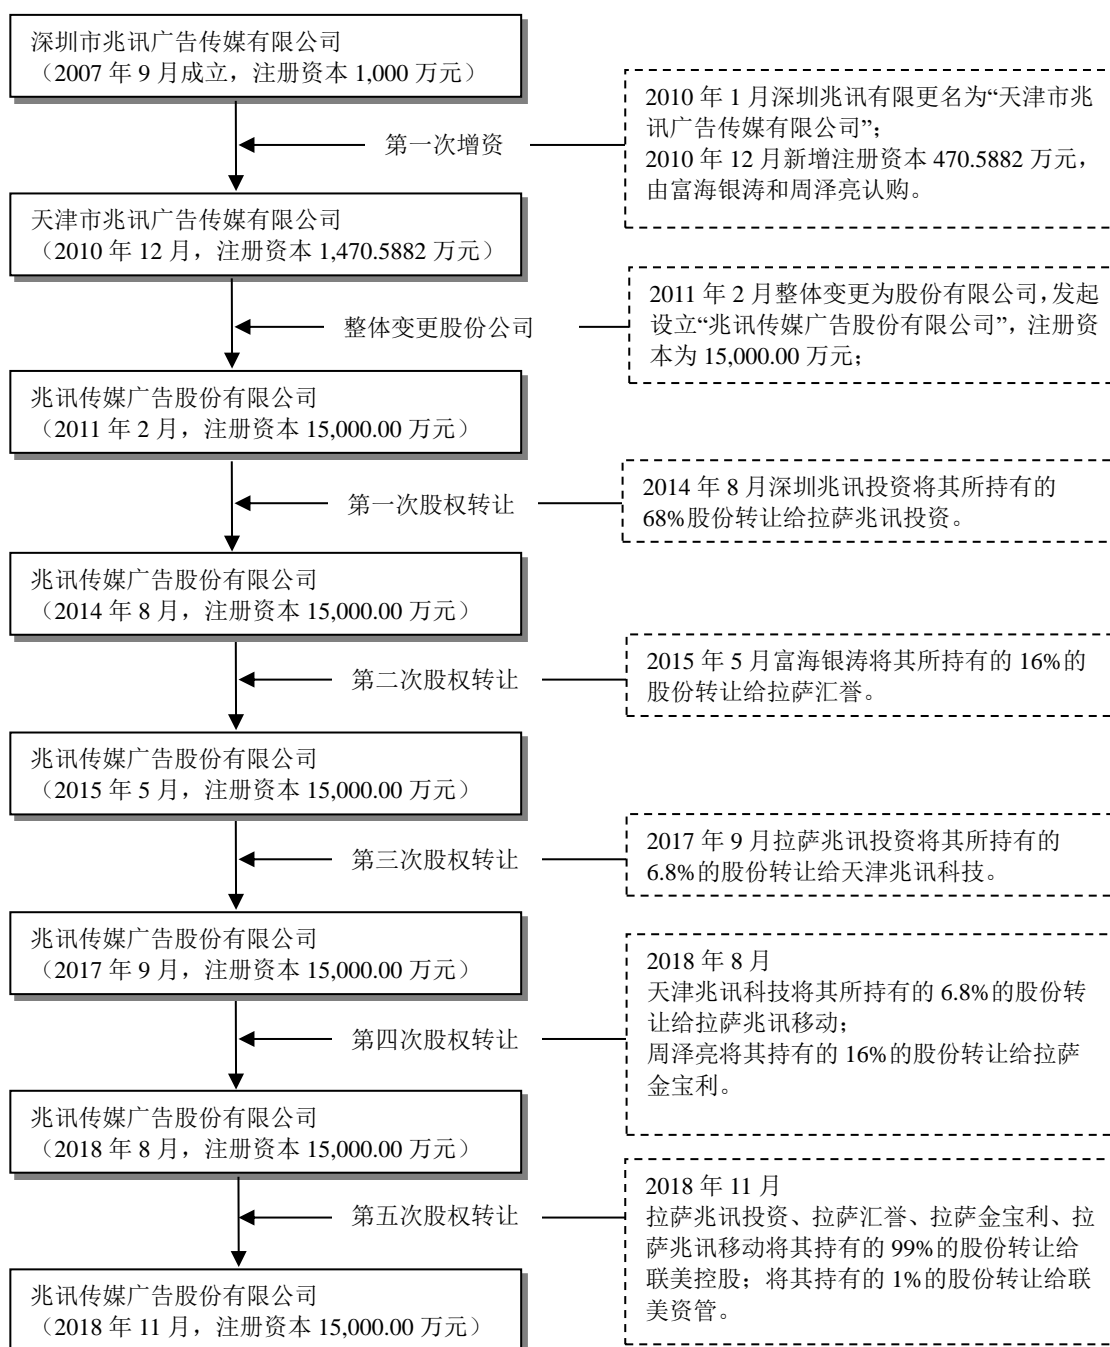 深圳市兆讯广告传媒有限公司
（2007 年 9 月成立，注册资本 1,000 万元）
第一次增资
2010 年 1 月深圳兆讯有限更名为“天津市兆
讯广告传媒有限公司”；
2010 年 12 月新增注册资本 470.5882 万元，
由富海银涛和周泽亮认购。
天津市兆讯广告传媒有限公司
（2010 年 12 月，注册资本 1,470.5882 万元）
整体变更股份公司
2011 年 2 月整体变更为股份有限公司，发起
设立“兆讯传媒广告股份有限公司”，注册资
本为 15,000.00 万元；
兆讯传媒广告股份有限公司
（2011 年 2 月，注册资本 15,000.00 万元）
第一次股权转让
2014 年 8 月深圳兆讯投资将其所持有的
68%股份转让给拉萨兆讯投资。
兆讯传媒广告股份有限公司
（2014 年 8 月，注册资本 15,000.00 万元）
第二次股权转让
2015 年 5 月富海银涛将其所持有的 16%的
股份转让给拉萨汇誉。
兆讯传媒广告股份有限公司
（2015 年 5 月，注册资本 15,000.00 万元）
第三次股权转让
2017 年 9 月拉萨兆讯投资将其所持有的
6.8%的股份转让给天津兆讯科技。
兆讯传媒广告股份有限公司
（2017 年 9 月，注册资本 15,000.00 万元）
第四次股权转让
2018 年 8 月
天津兆讯科技将其所持有的 6.8%的股份转
让给拉萨兆讯移动；
周泽亮将其持有的 16%的股份转让给拉萨
金宝利。
兆讯传媒广告股份有限公司
（2018 年 8 月，注册资本 15,000.00 万元）
第五次股权转让
2018 年 11 月
拉萨兆讯投资、拉萨汇誉、拉萨金宝利、拉
萨兆讯移动将其持有的 99%的股份转让给
联美控股；将其持有的 1%的股份转让给联
美资管。
兆讯传媒广告股份有限公司
（2018 年 11 月，注册资本 15,000.00 万元）